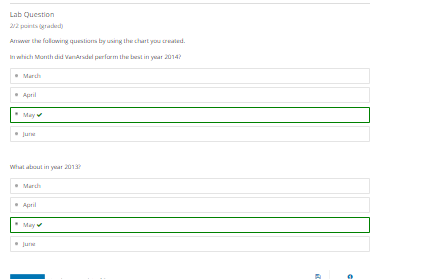 Lab Question
2/2 points (graded)
Answer the following questions by using the chart you created.
In which Month did VanArsdel perform the best in year 2014?
March
April
May ✔
June
What about in year 2013?
March
April
May ✔
June